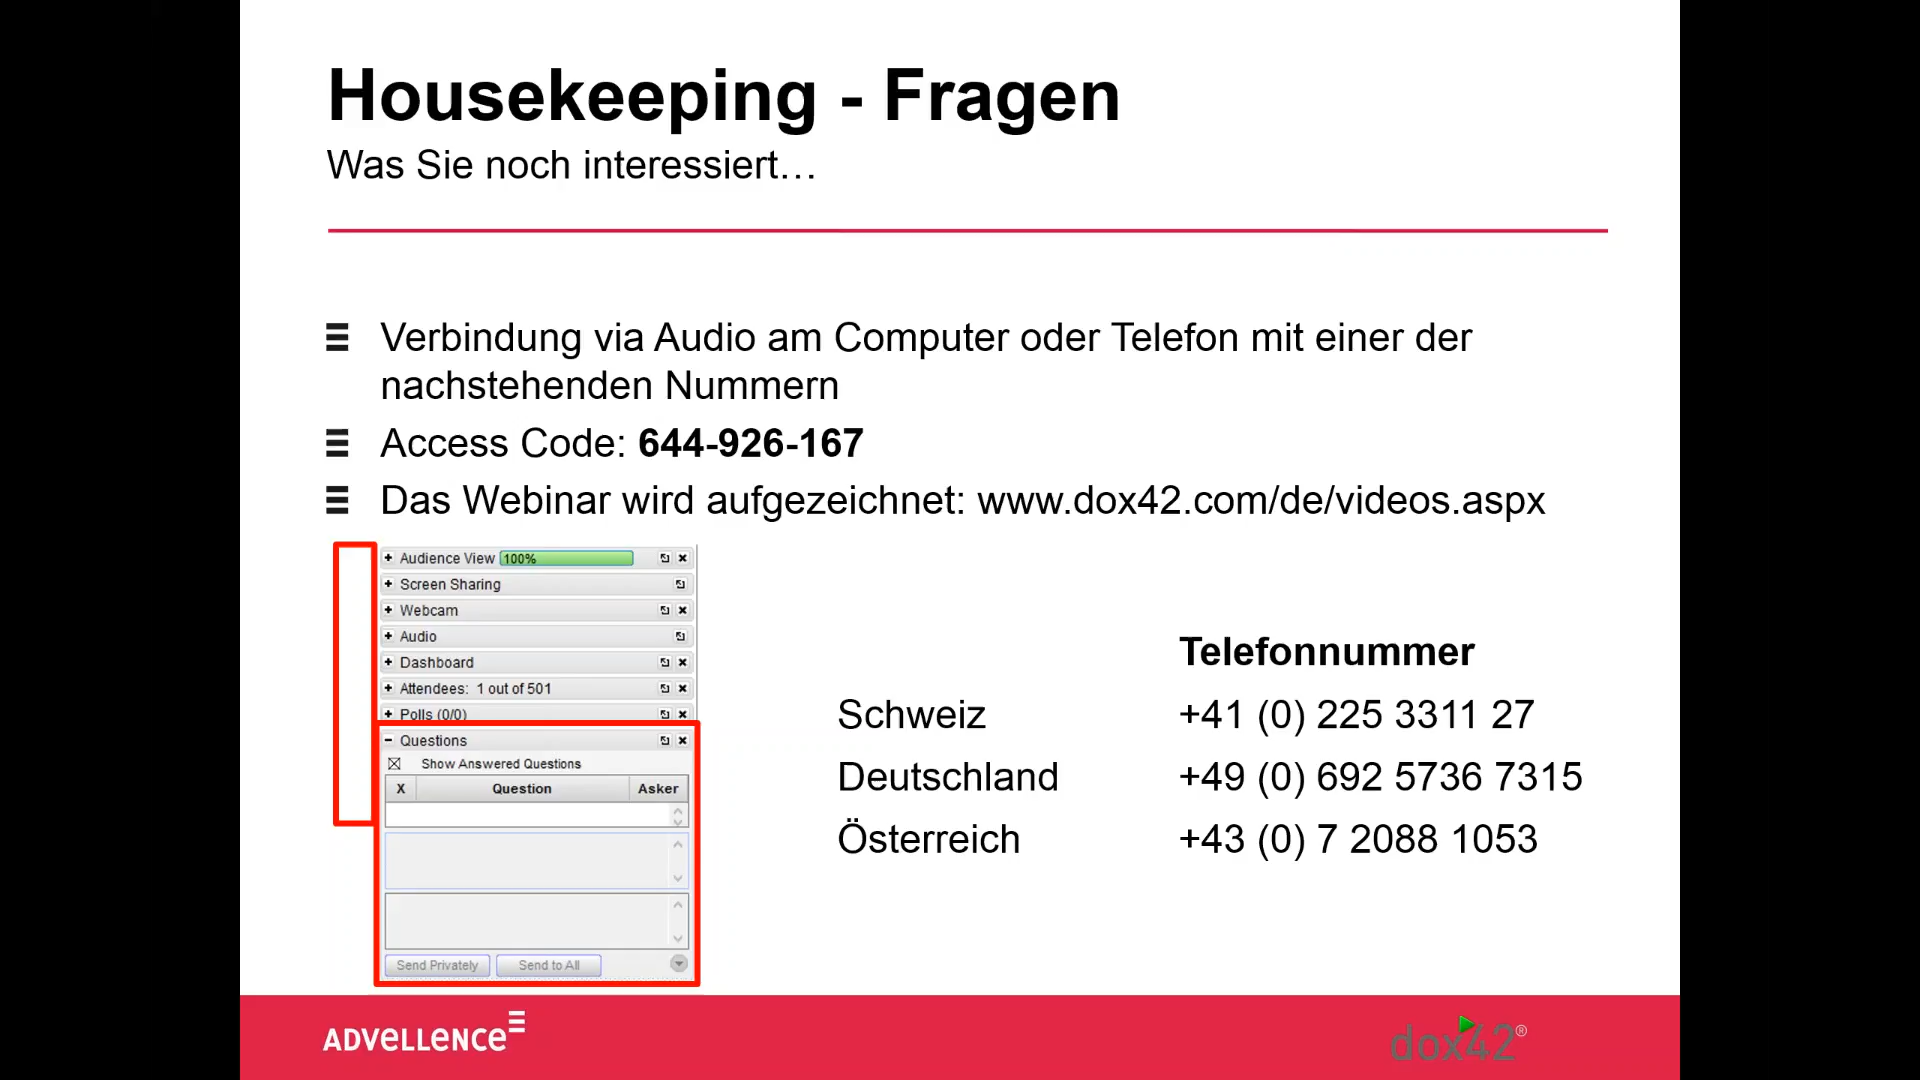 Housekeeping - Fragen
Was Sie noch interessiert…
Verbindung via Audio am Computer oder Telefon mit einer der
nachstehenden Nummern
Access Code: 644-926-167
Das Webinar wird aufgezeichnet: www.dox42.com/de/videos.aspx
Audience View 100%
Screen Sharing
Webcam
Audio
Dashboard
Attendees: 1 out of 501
Polls (0/0)
Questions
Show Answered Questions
X Question Asker
Send Privately Send to All
Telefonnummer
Schweiz +41 (0) 225 3311 27
Deutschland +49 (0) 692 5736 7315
Österreich +43 (0) 7 2088 1053
ADVELLENCE
dox42®